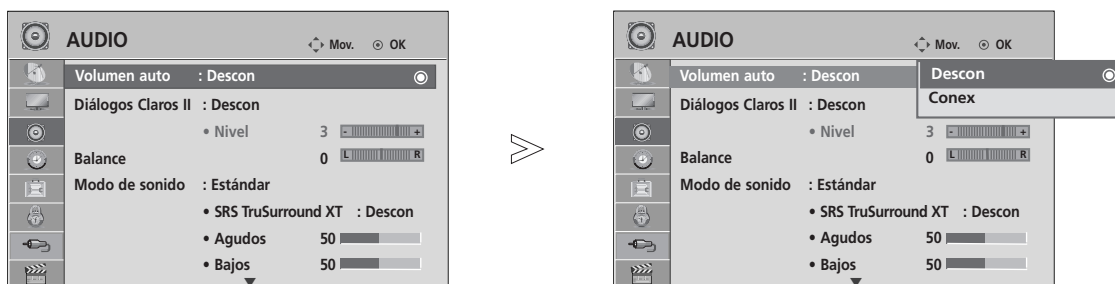 AUDIO Mov. OK
Volumen auto : Descon
Diálogos Claros II : Descon
• Nivel 3 - +
Balance 0 L R
Modo de sonido : Estándar
• SRS TruSurround XT : Descon
• Agudos 50
• Bajos 50
AUDIO Mov. OK
Volumen auto : Descon
Descon
Conex
Diálogos Claros II : Descon
• Nivel 3 - +
Balance 0 L R
Modo de sonido : Estándar
• SRS TruSurround XT : Descon
• Agudos 50
• Bajos 50